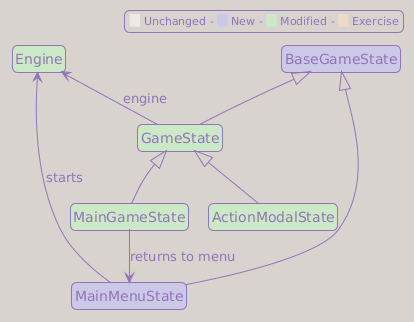 Unchanged - New - Modified - Exercise
Engine
BaseGameState
engine
GameState
starts
MainGameState
ActionModalState
returns to menu
MainMenuState